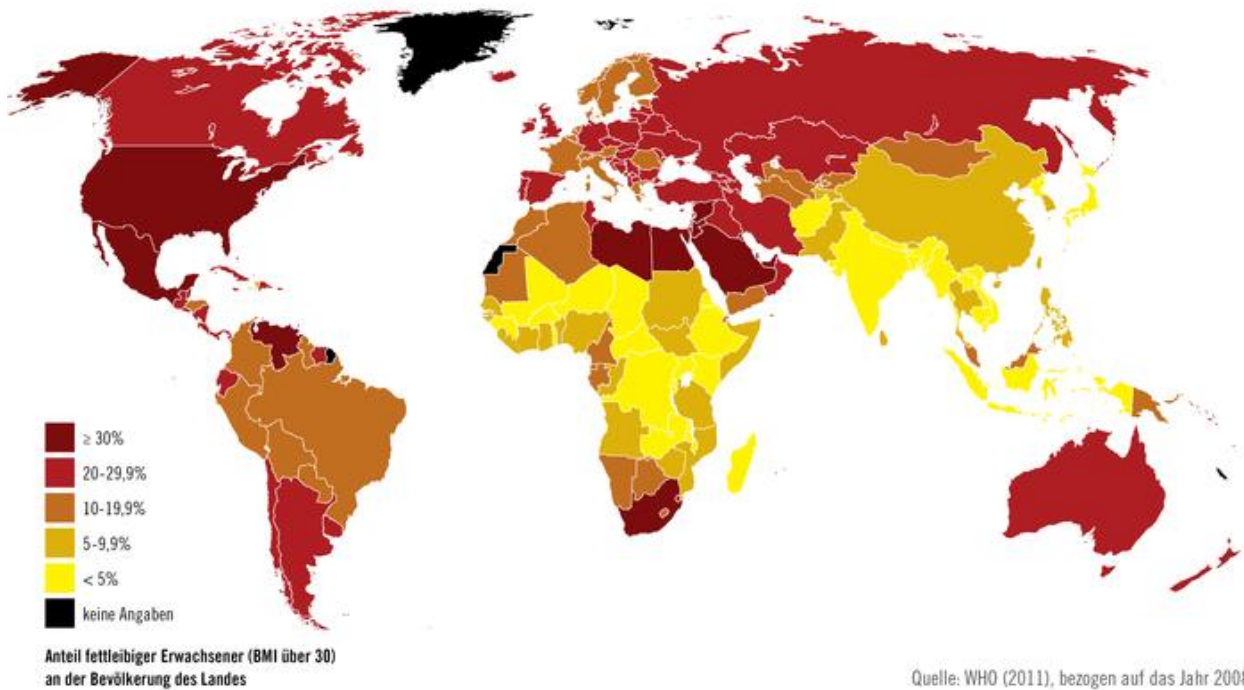 ≥ 30%
20-29,9%
10-19,9%
5-9,9%
< 5%
keine Angaben
Anteil fettleibiger Erwachsener (BMI über 30)
an der Bevölkerung des Landes
Quelle: WHO (2011), bezogen auf das Jahr 2008